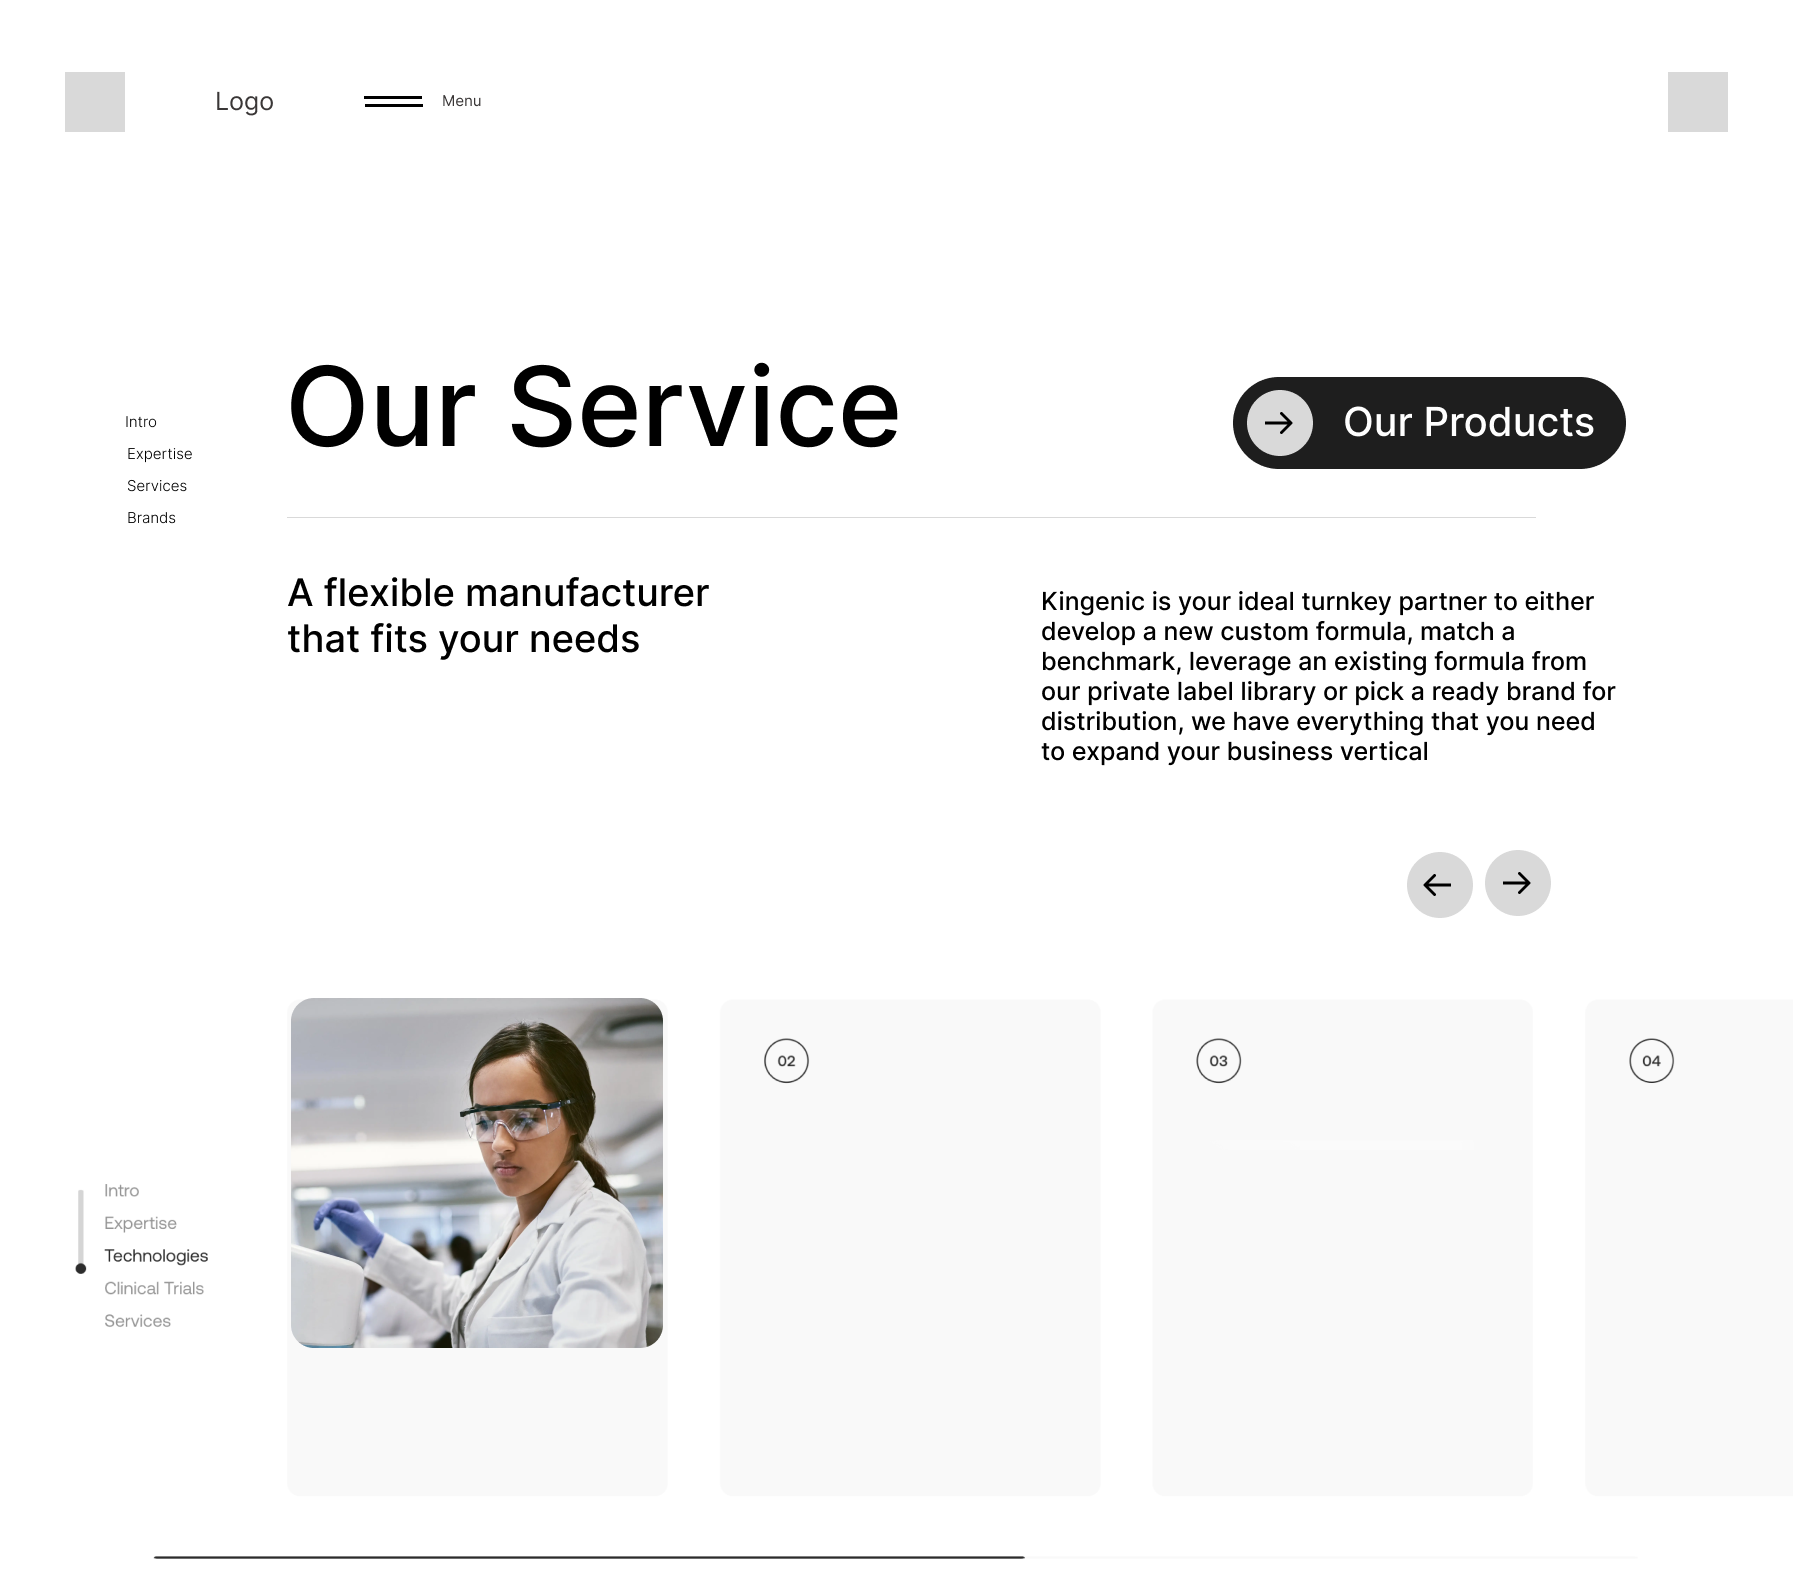 Logo
Menu
Our Service
Our Products
Intro
Expertise
Services
Brands
A flexible manufacturer
that fits your needs
Kingenic is your ideal turnkey partner to either
develop a new custom formula, match a
benchmark, leverage an existing formula from
our private label library or pick a ready brand for
distribution, we have everything that you need
to expand your business vertical
02
03
04
Intro
Expertise
Technologies
Clinical Trials
Services